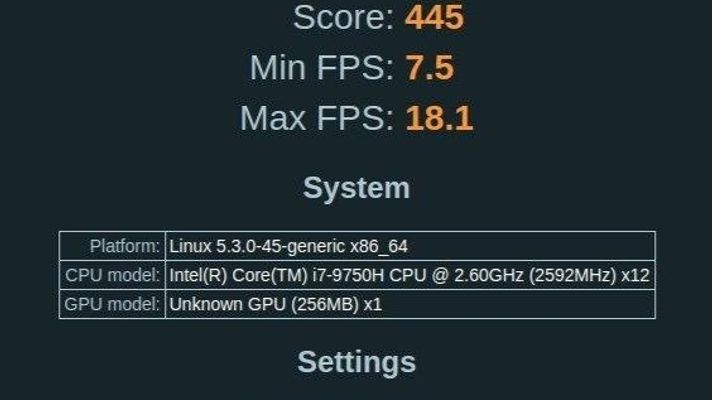 Score: 445
Min FPS: 7.5
Max FPS: 18.1
System
Platform: Linux 5.3.0-45-generic x86_64
CPU model: Intel(R) Core(TM) i7-9750H CPU @ 2.60GHz (2592MHz) x12
GPU model: Unknown GPU (256MB) x1
Settings